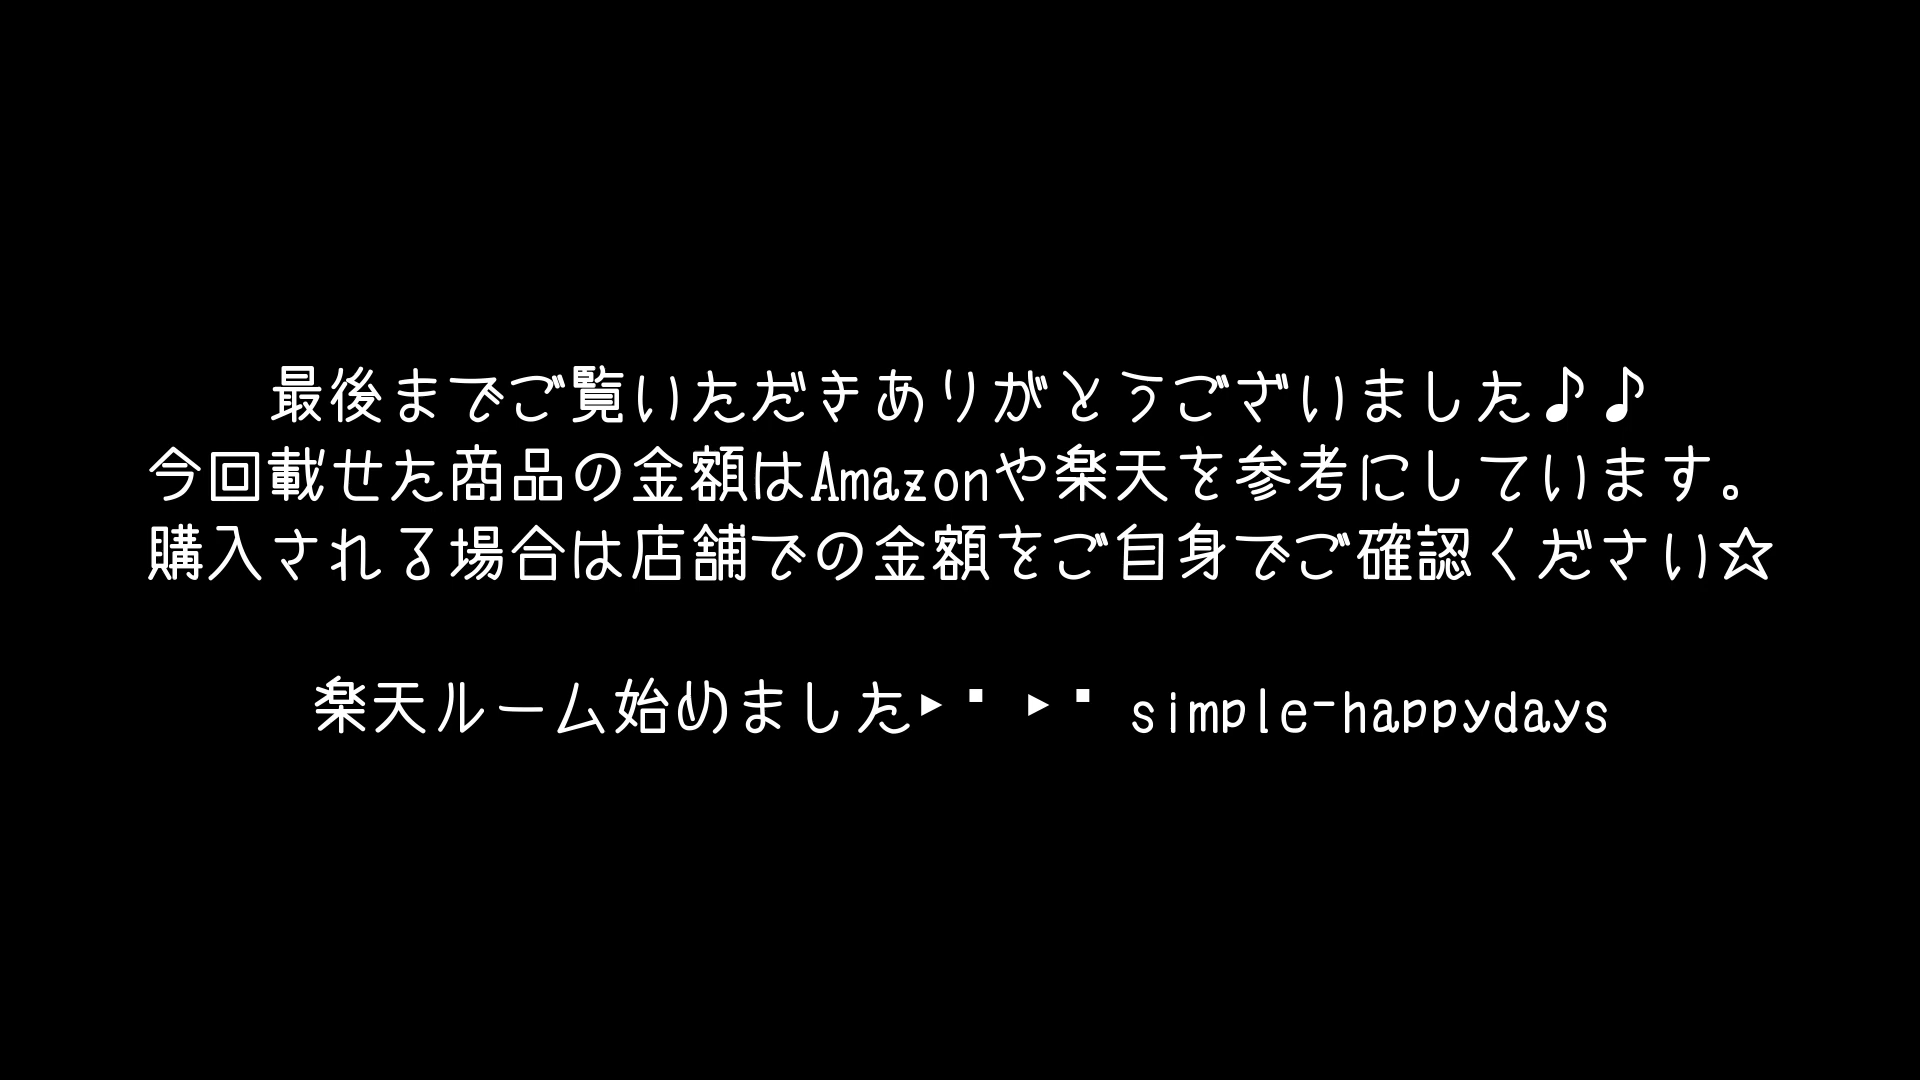 最後までご覧いただきありがとうございました♪♪
今回載せた商品の金額はAmazonや楽天を参考にしています。
購入される場合は店舗での金額をご自身でご確認ください☆
楽天ルーム始めました▸▪ ▸▪ simple-happydays